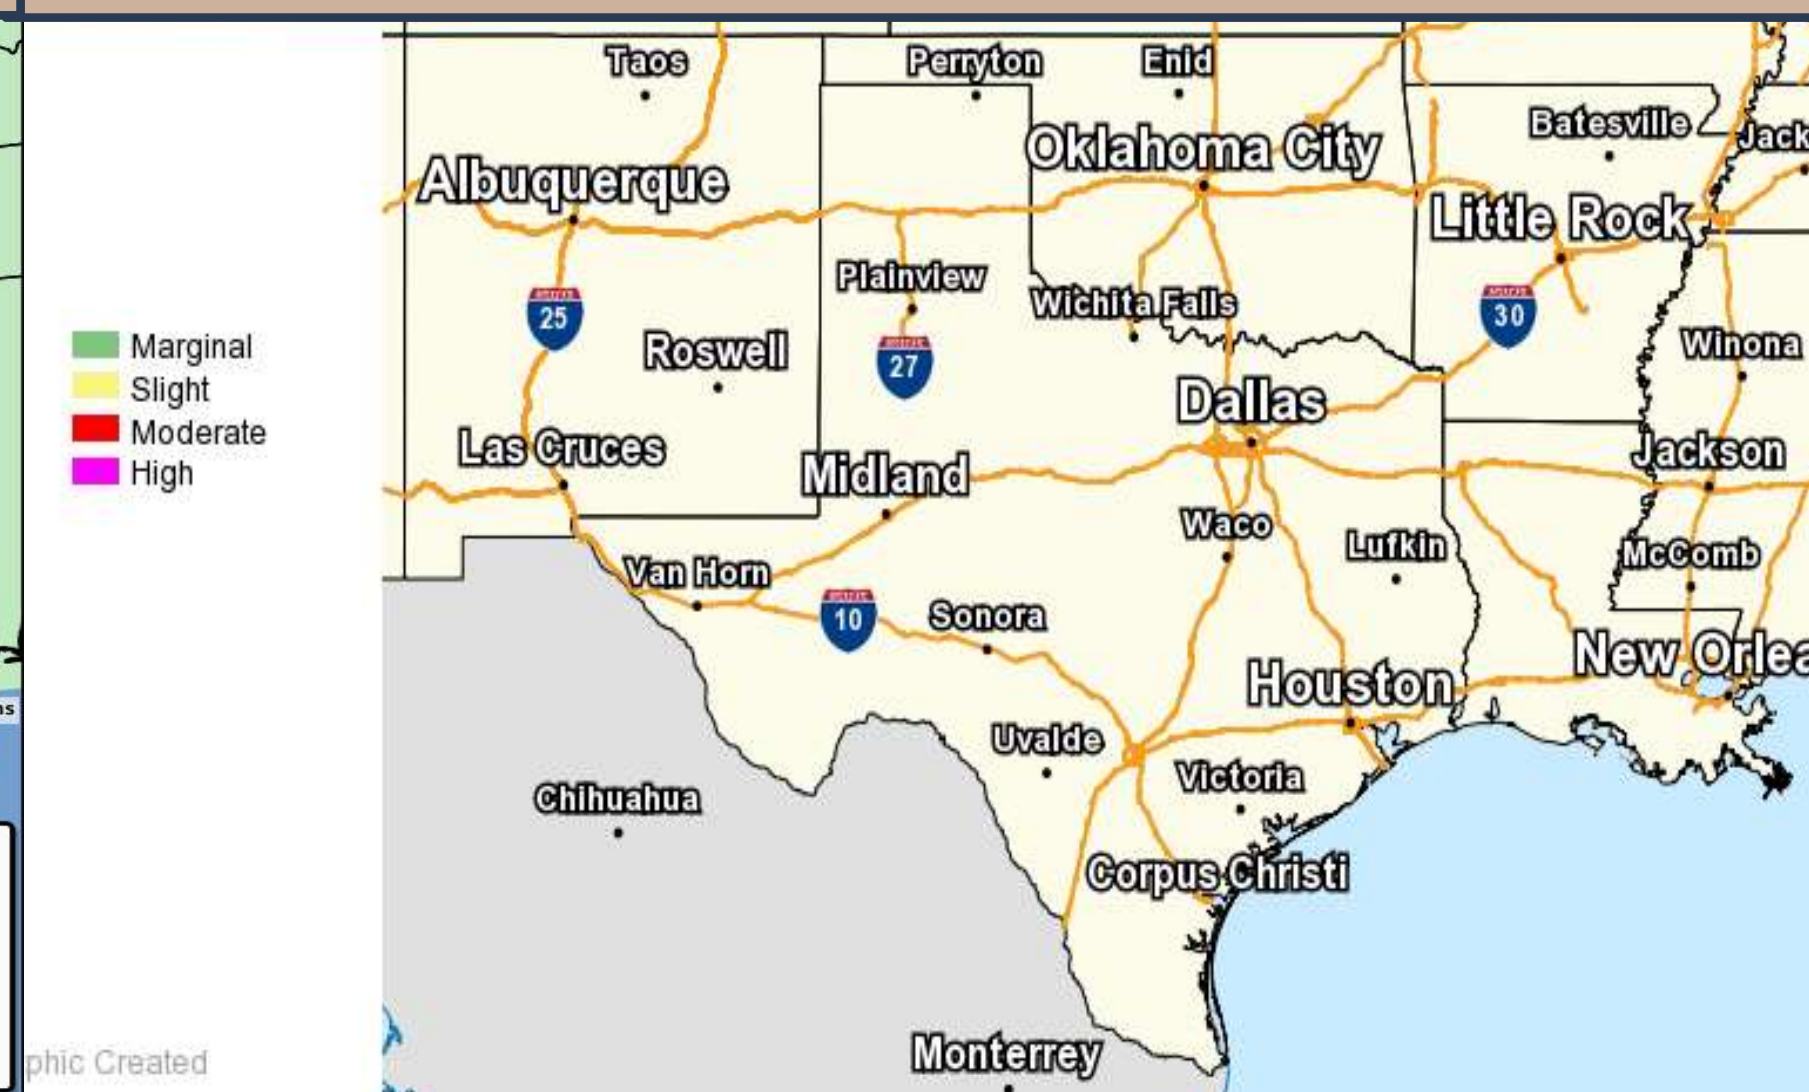 Taos
Perryton
Enid
Batesville
Jack
Oklahoma City
Albuquerque
Little Rock
Plainview
Wichita Falls
25
30
Roswell
27
Winona
Marginal
Slight
Moderate
High
Dallas
Las Cruces
Midland
Jackson
Waco
Lufkin
McComb
Van Horn
10
Sonora
New Orlea
Houston
ns
Uvalde
Victoria
Chihuahua
Corpus Christi
Monterrey
phic Created